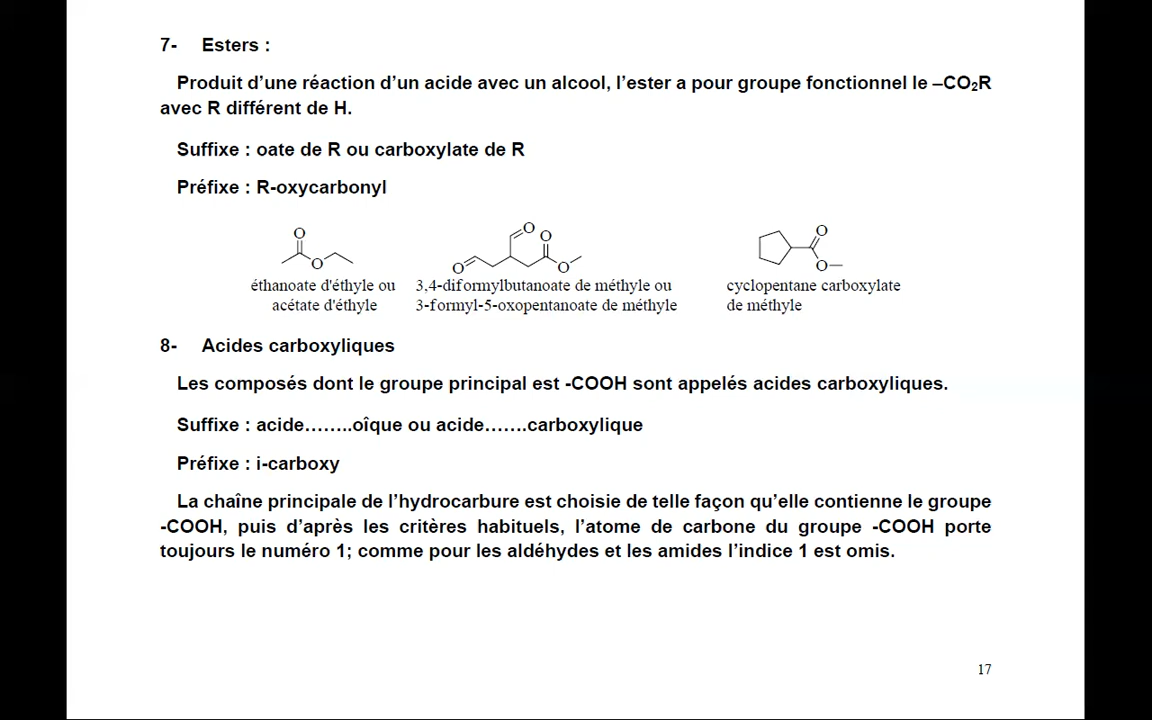 7- Esters :
Produit d’une réaction d’un acide avec un alcool, l’ester a pour groupe fonctionnel le –CO₂R
avec R différent de H.
Suffixe : oate de R ou carboxylate de R
Préfixe : R-oxycarbonyl
O O O O O
O O O
éthanoate d'éthyle ou 3,4-diformylbutanoate de méthyle ou cyclopentane carboxylate
acétate d'éthyle 3-formyl-5-oxopentanoate de méthyle de méthyle
8- Acides carboxyliques
Les composés dont le groupe principal est -COOH sont appelés acides carboxyliques.
Suffixe : acide……..oîque ou acide…….carboxylique
Préfixe : i-carboxy
La chaîne principale de l’hydrocarbure est choisie de telle façon qu’elle contienne le groupe
-COOH, puis d’après les critères habituels, l’atome de carbone du groupe -COOH porte
toujours le numéro 1; comme pour les aldéhydes et les amides l’indice 1 est omis.
17